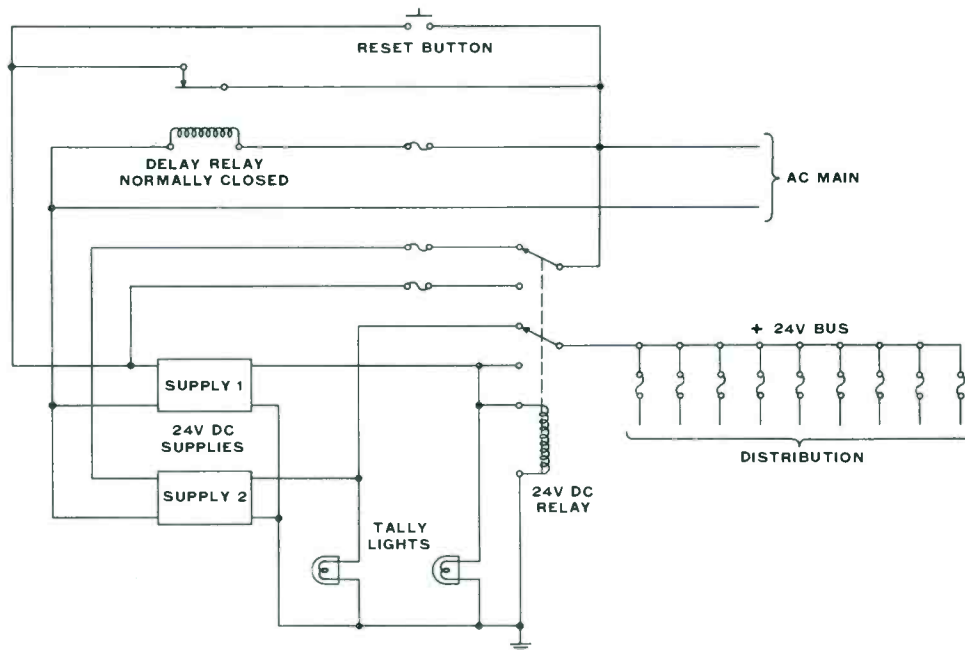 RESET BUTTON
DELAY RELAY
NORMALLY CLOSED
AC MAIN
+ 24V BUS
SUPPLY 1
24V DC
SUPPLIES
SUPPLY 2
24V DC
RELAY
DISTRIBUTION
TALLY
LIGHTS